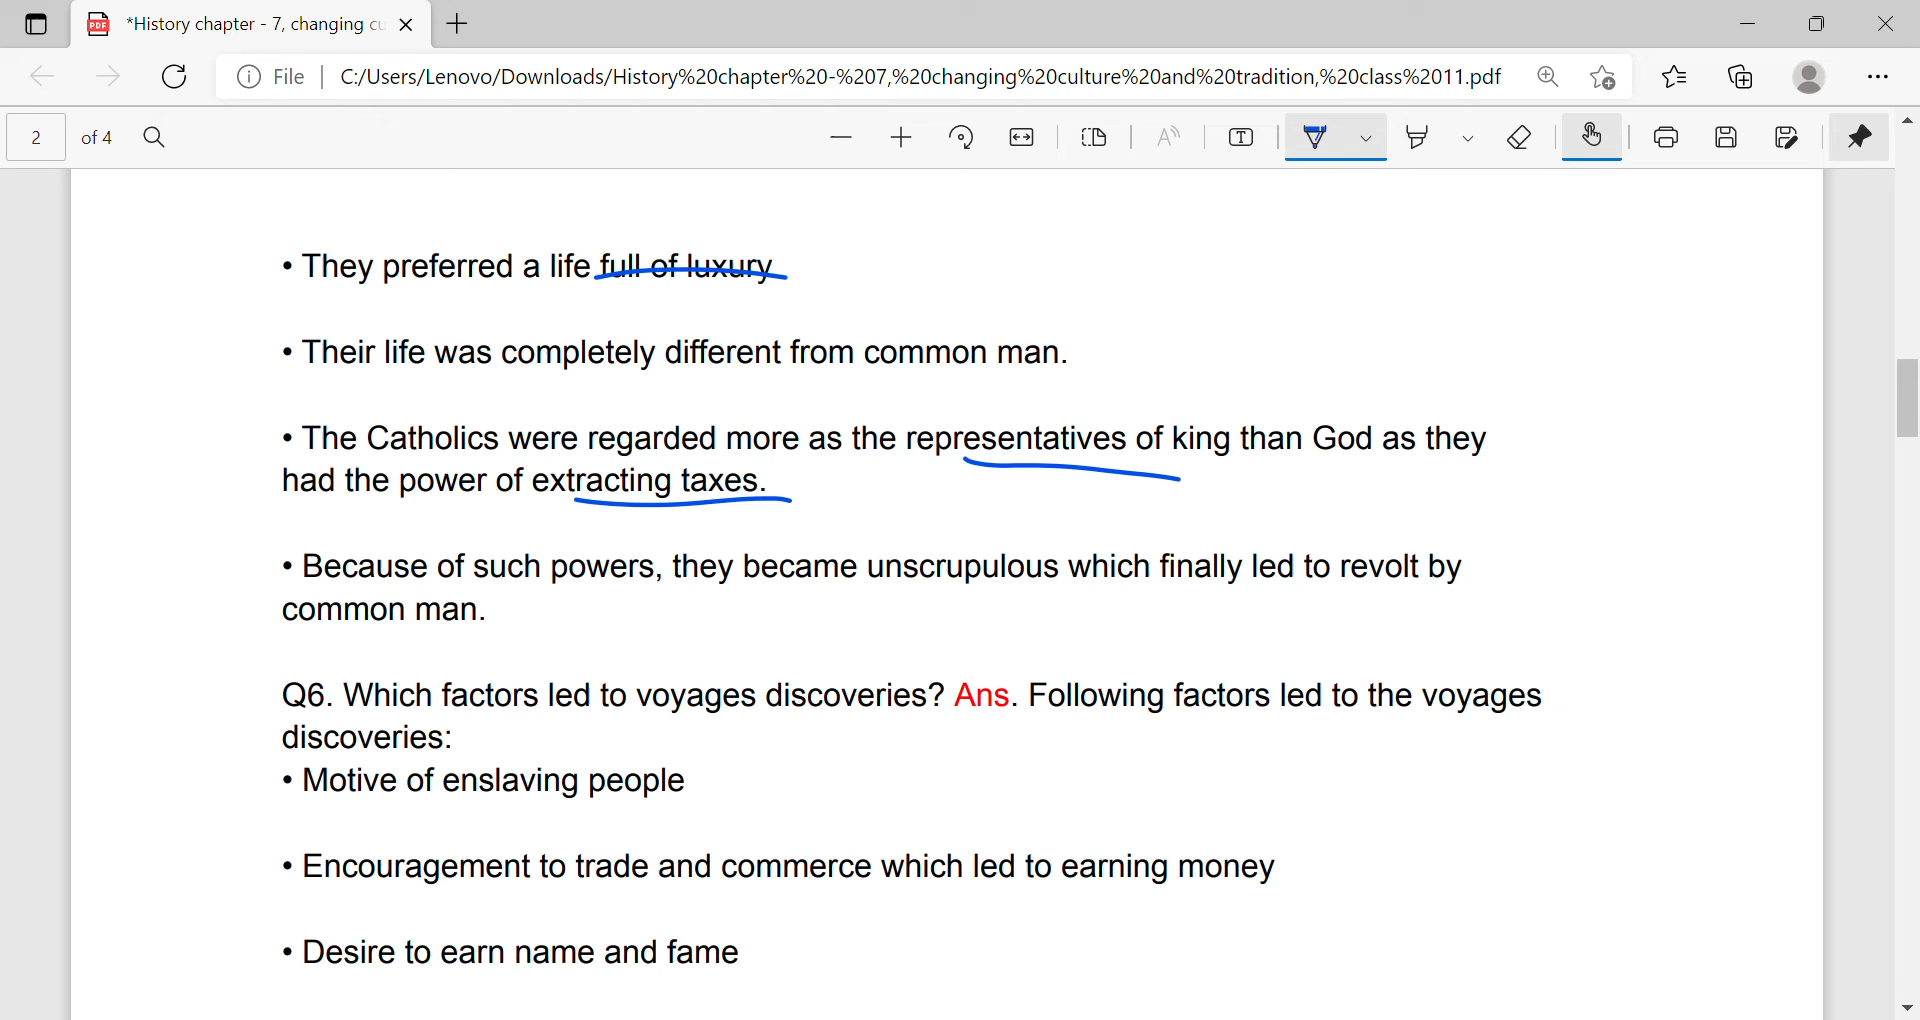 *History chapter - 7, changing cu
File
C:/Users/Lenovo/Downloads/History%20chapter%20-%207,%20changing%20culture%20and%20tradition,%20class%2011.pdf
2 of 4
• They preferred a life full of luxury
• Their life was completely different from common man.
• The Catholics were regarded more as the representatives of king than God as they
had the power of extracting taxes.
• Because of such powers, they became unscrupulous which finally led to revolt by
common man.
Q6. Which factors led to voyages discoveries? Ans. Following factors led to the voyages
discoveries:
• Motive of enslaving people
• Encouragement to trade and commerce which led to earning money
• Desire to earn name and fame